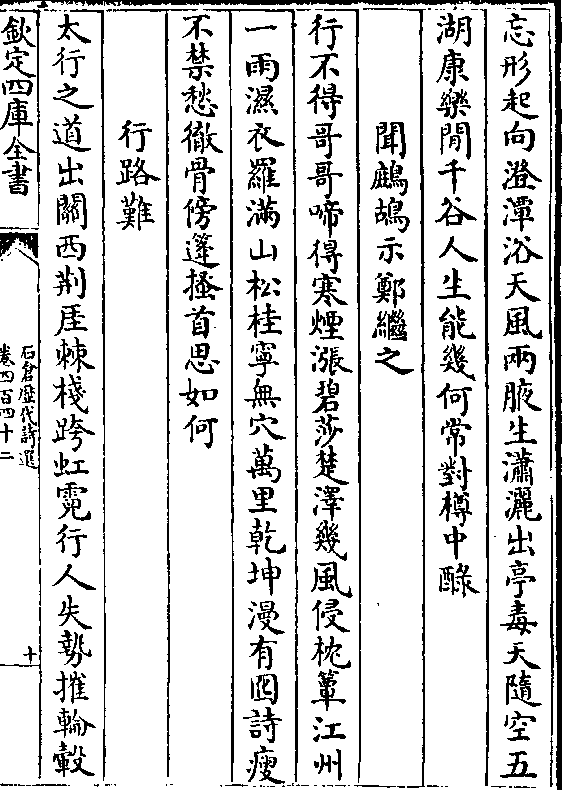 忘形起向澄潭浴天風兩腋生瀟灑出亭毒天隨空五
湖康樂閒千谷人生能幾何常對樽中醁
聞鷓鴣示鄭繼之
行不得哥哥啼得寒煙漲碧莎楚澤幾風侵枕簟江州
一雨濕衣羅滿山松桂寧無穴萬里乾坤漫有囮詩瘦
不禁愁徹骨傍篷搔首思如何
行路難
太行之道出關西荆厓棘棧跨虹霓行人失勢摧輪轂
欽定四庫全書
石倉歷代詩選
卷四百四十二
十